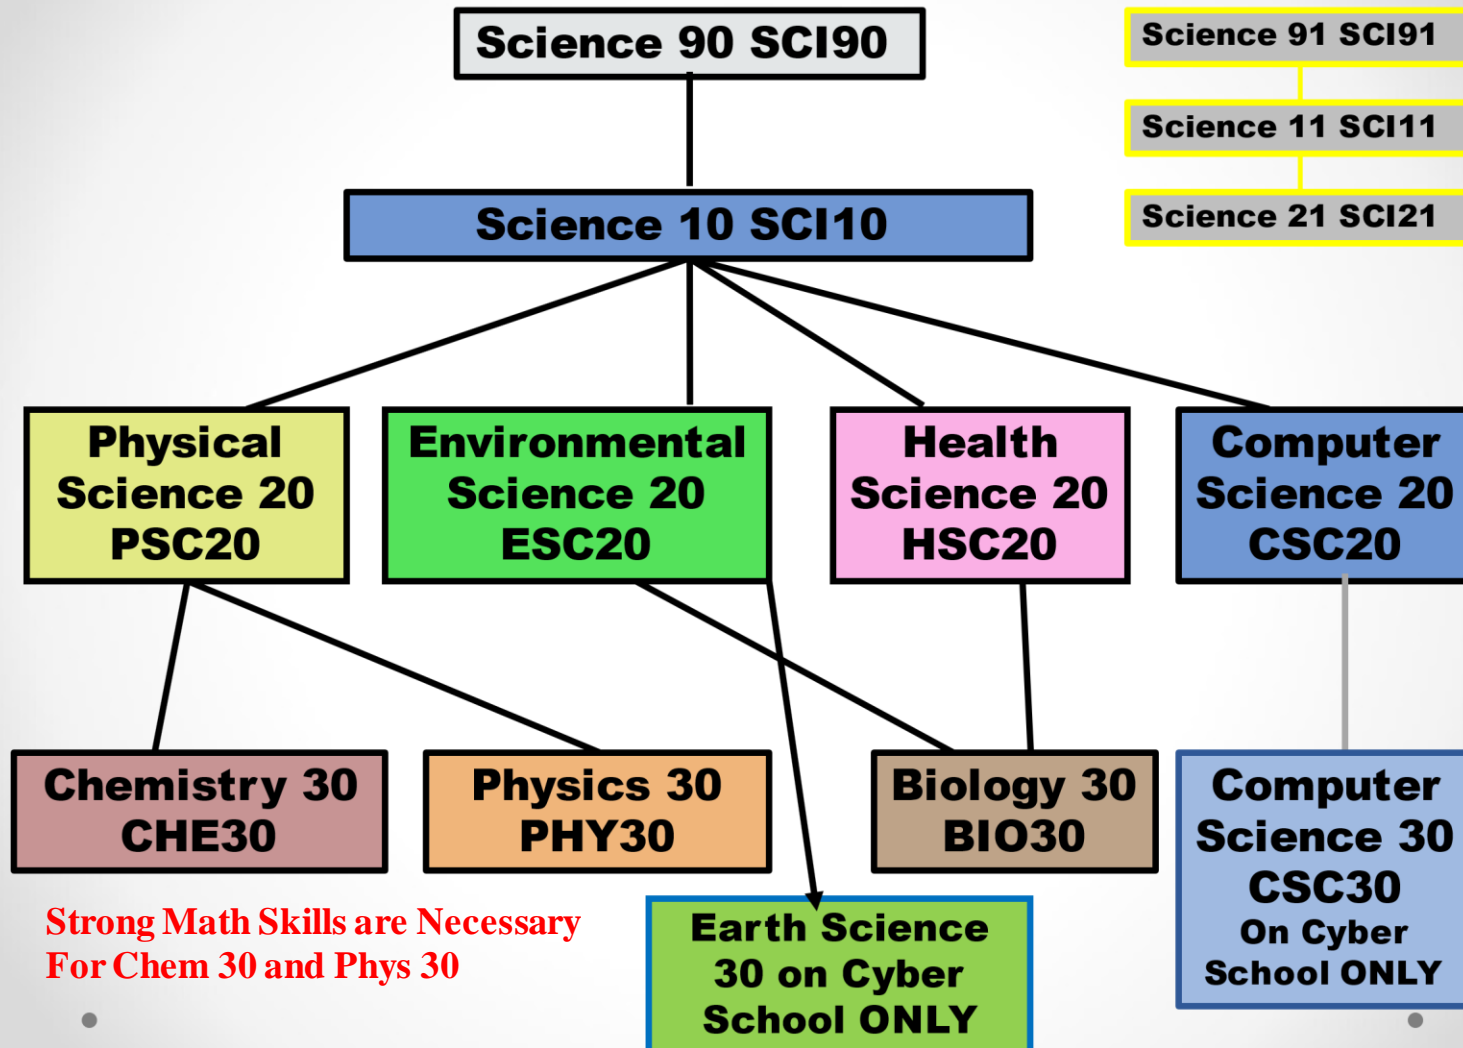 Science 90 SCI90
Science 91 SCI91
Science 11 SCI11
Science 21 SCI21
Science 10 SCI10
Physical
Science 20
PSC20
Environmental
Science 20
ESC20
Health
Science 20
HSC20
Computer
Science 20
CSC20
Chemistry 30
CHE30
Physics 30
PHY30
Biology 30
BIO30
Computer
Science 30
CSC30
On Cyber
School ONLY
Strong Math Skills are Necessary
For Chem 30 and Phys 30
Earth Science
30 on Cyber
School ONLY